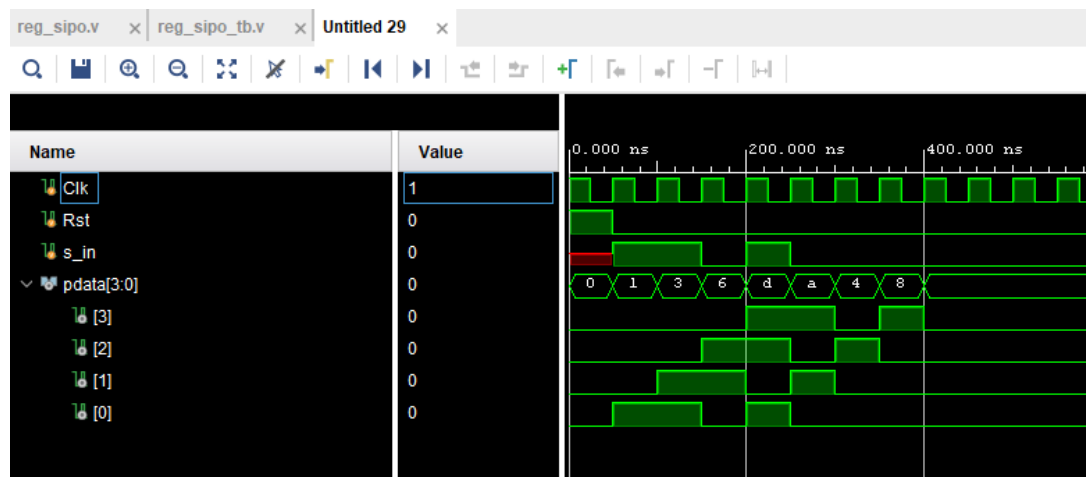 reg_sipo.v × reg_sipo_tb.v × Untitled 29 ×
Name Value 0.000 ns 200.000 ns 400.000 ns
Clk 1
Rst 0
s_in 0
pdata[3:0] 0 0 1 3 6 d a 4 8
[3] 0
[2] 0
[1] 0
[0] 0